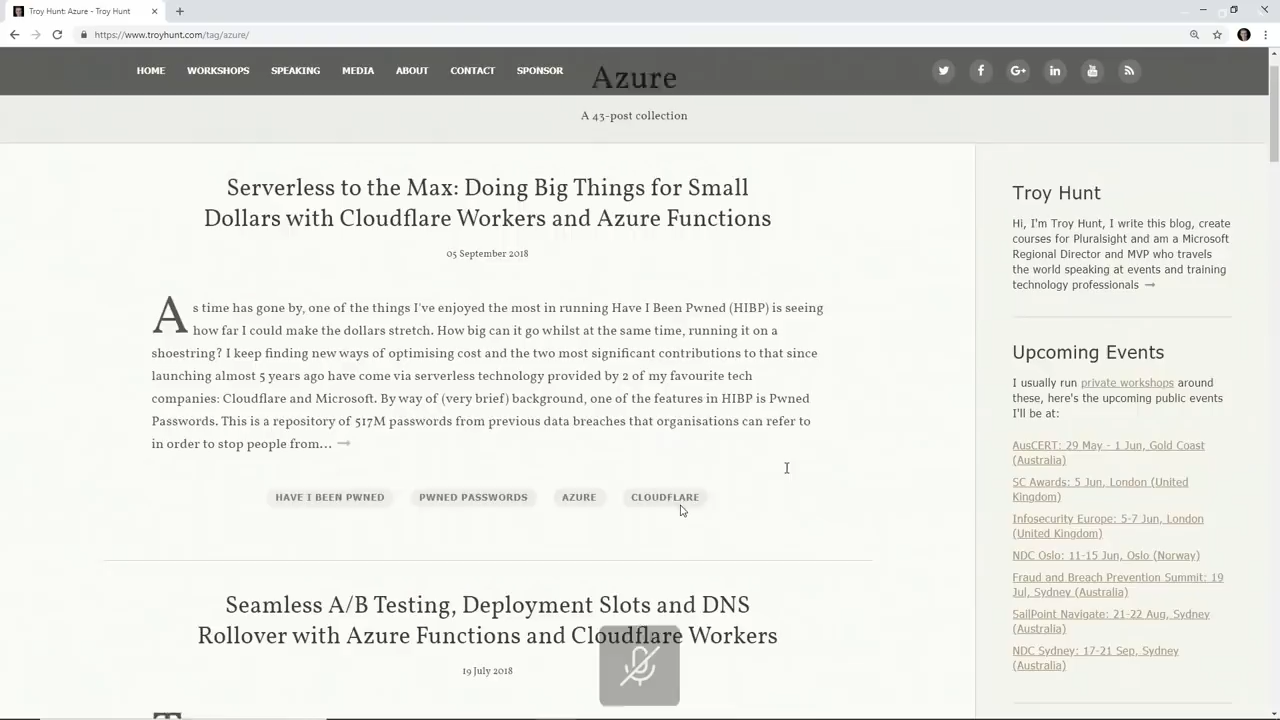 Troy Hunt: Azure - Troy Hunt
https://www.troyhunt.com/tag/azure/
HOME WORKSHOPS SPEAKING MEDIA ABOUT CONTACT SPONSOR
Azure
A 43-post collection
Serverless to the Max: Doing Big Things for Small
Dollars with Cloudflare Workers and Azure Functions
05 September 2018
As time has gone by, one of the things I've enjoyed the most in running Have I Been Pwned (HIBP) is seeing
how far I could make the dollars stretch. How big can it go whilst at the same time, running it on a
shoestring? I keep finding new ways of optimising cost and the two most significant contributions to that since
launching almost 5 years ago have come via serverless technology provided by 2 of my favourite tech
companies: Cloudflare and Microsoft. By way of (very brief) background, one of the features in HIBP is Pwned
Passwords. This is a repository of 517M passwords from previous data breaches that organisations can refer to
in order to stop people from... →
HAVE I BEEN PWNED PWNED PASSWORDS AZURE CLOUDFLARE
Seamless A/B Testing, Deployment Slots and DNS
Rollover with Azure Functions and Cloudflare Workers
19 July 2018
Troy Hunt
Hi, I'm Troy Hunt, I write this blog, create
courses for Pluralsight and am a Microsoft
Regional Director and MVP who travels
the world speaking at events and training
technology professionals →
Upcoming Events
I usually run private workshops around
these, here's the upcoming public events
I'll be at:
AusCERT: 29 May - 1 Jun, Gold Coast
(Australia)
SC Awards: 5 Jun, London (United
Kingdom)
Infosecurity Europe: 5-7 Jun, London
(United Kingdom)
NDC Oslo: 11-15 Jun, Oslo (Norway)
Fraud and Breach Prevention Summit: 19
Jul, Sydney (Australia)
SailPoint Navigate: 21-22 Aug, Sydney
(Australia)
NDC Sydney: 17-21 Sep, Sydney
(Australia)